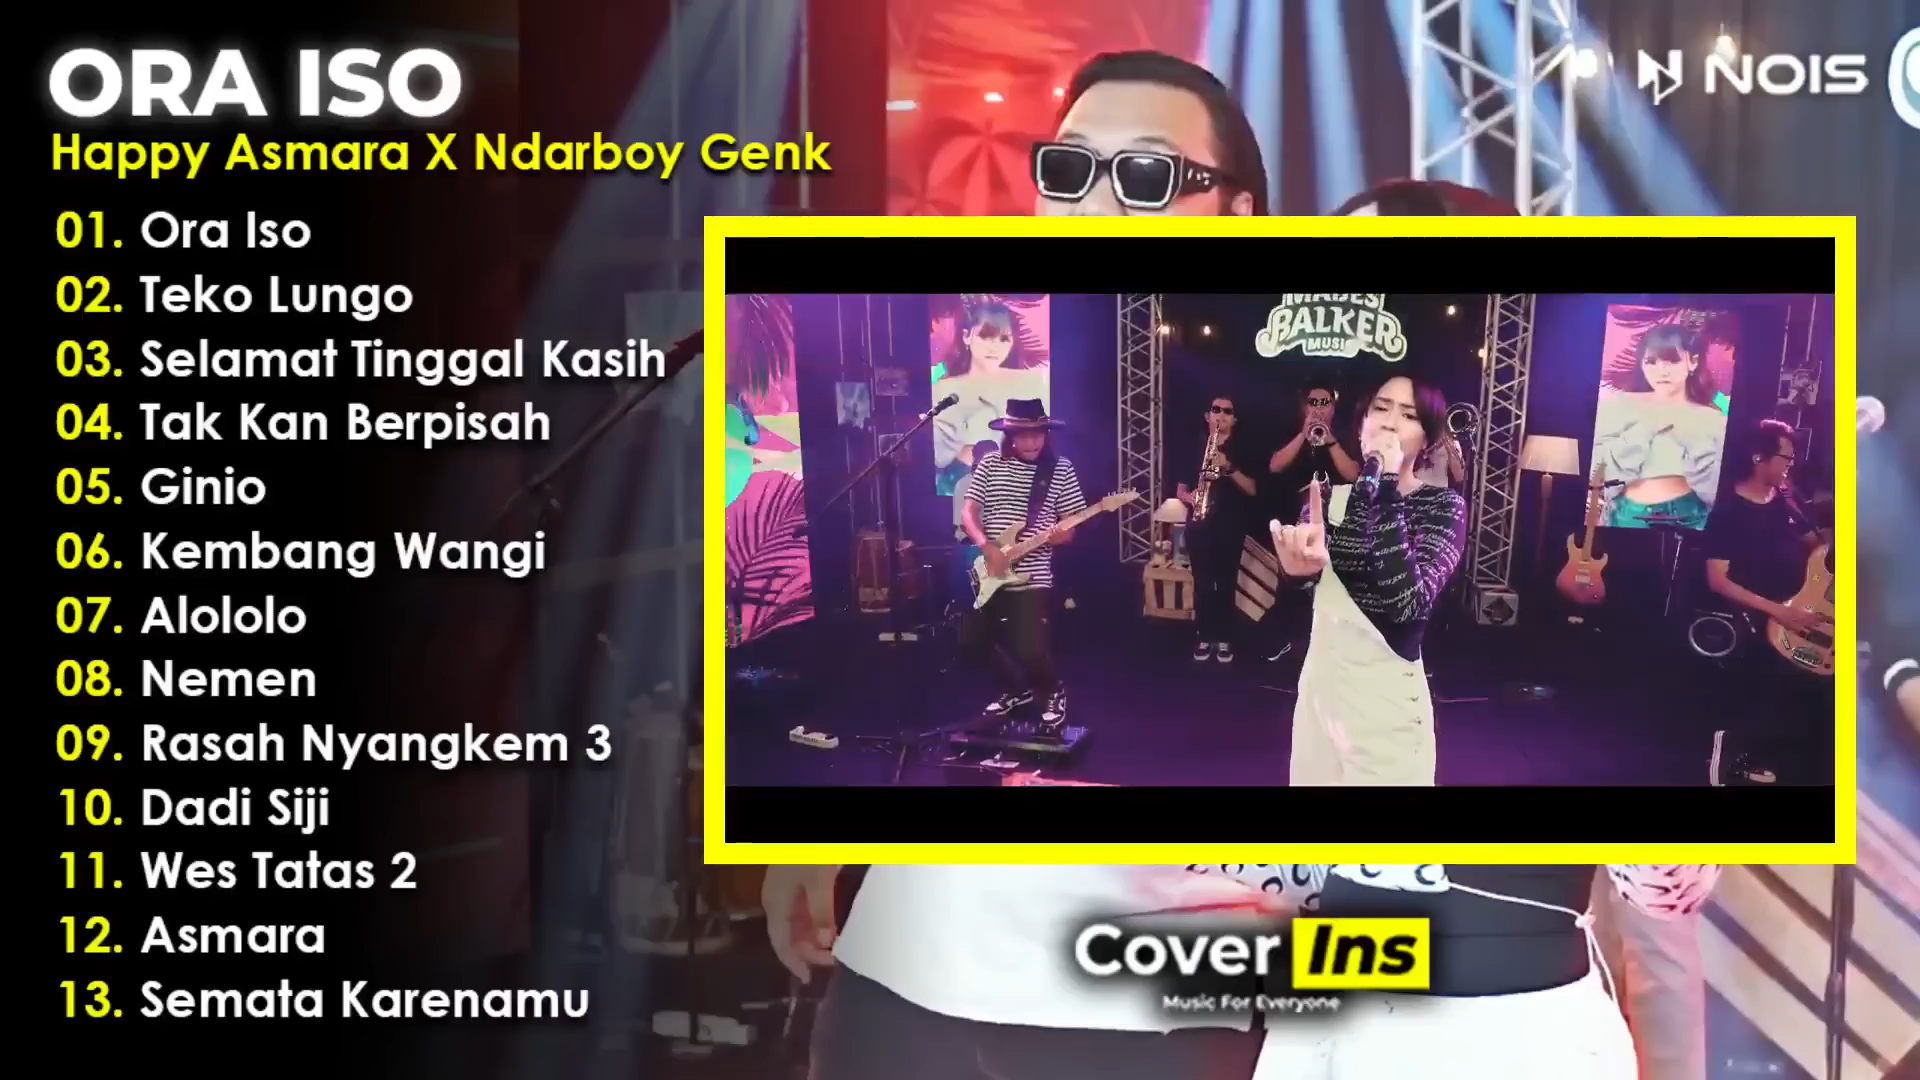 ORA ISO
Happy Asmara X Ndarboy Genk
01. Ora Iso
02. Teko Lungo
03. Selamat Tinggal Kasih
04. Tak Kan Berpisah
05. Ginio
06. Kembang Wangi
07. Alololo
08. Nemen
09. Rasah Nyangkem 3
10. Dadi Siji
11. Wes Tatas 2
12. Asmara
13. Semata Karenamu
NOIS
BALKER
MUSI
Cover Ins
Music For Everyone